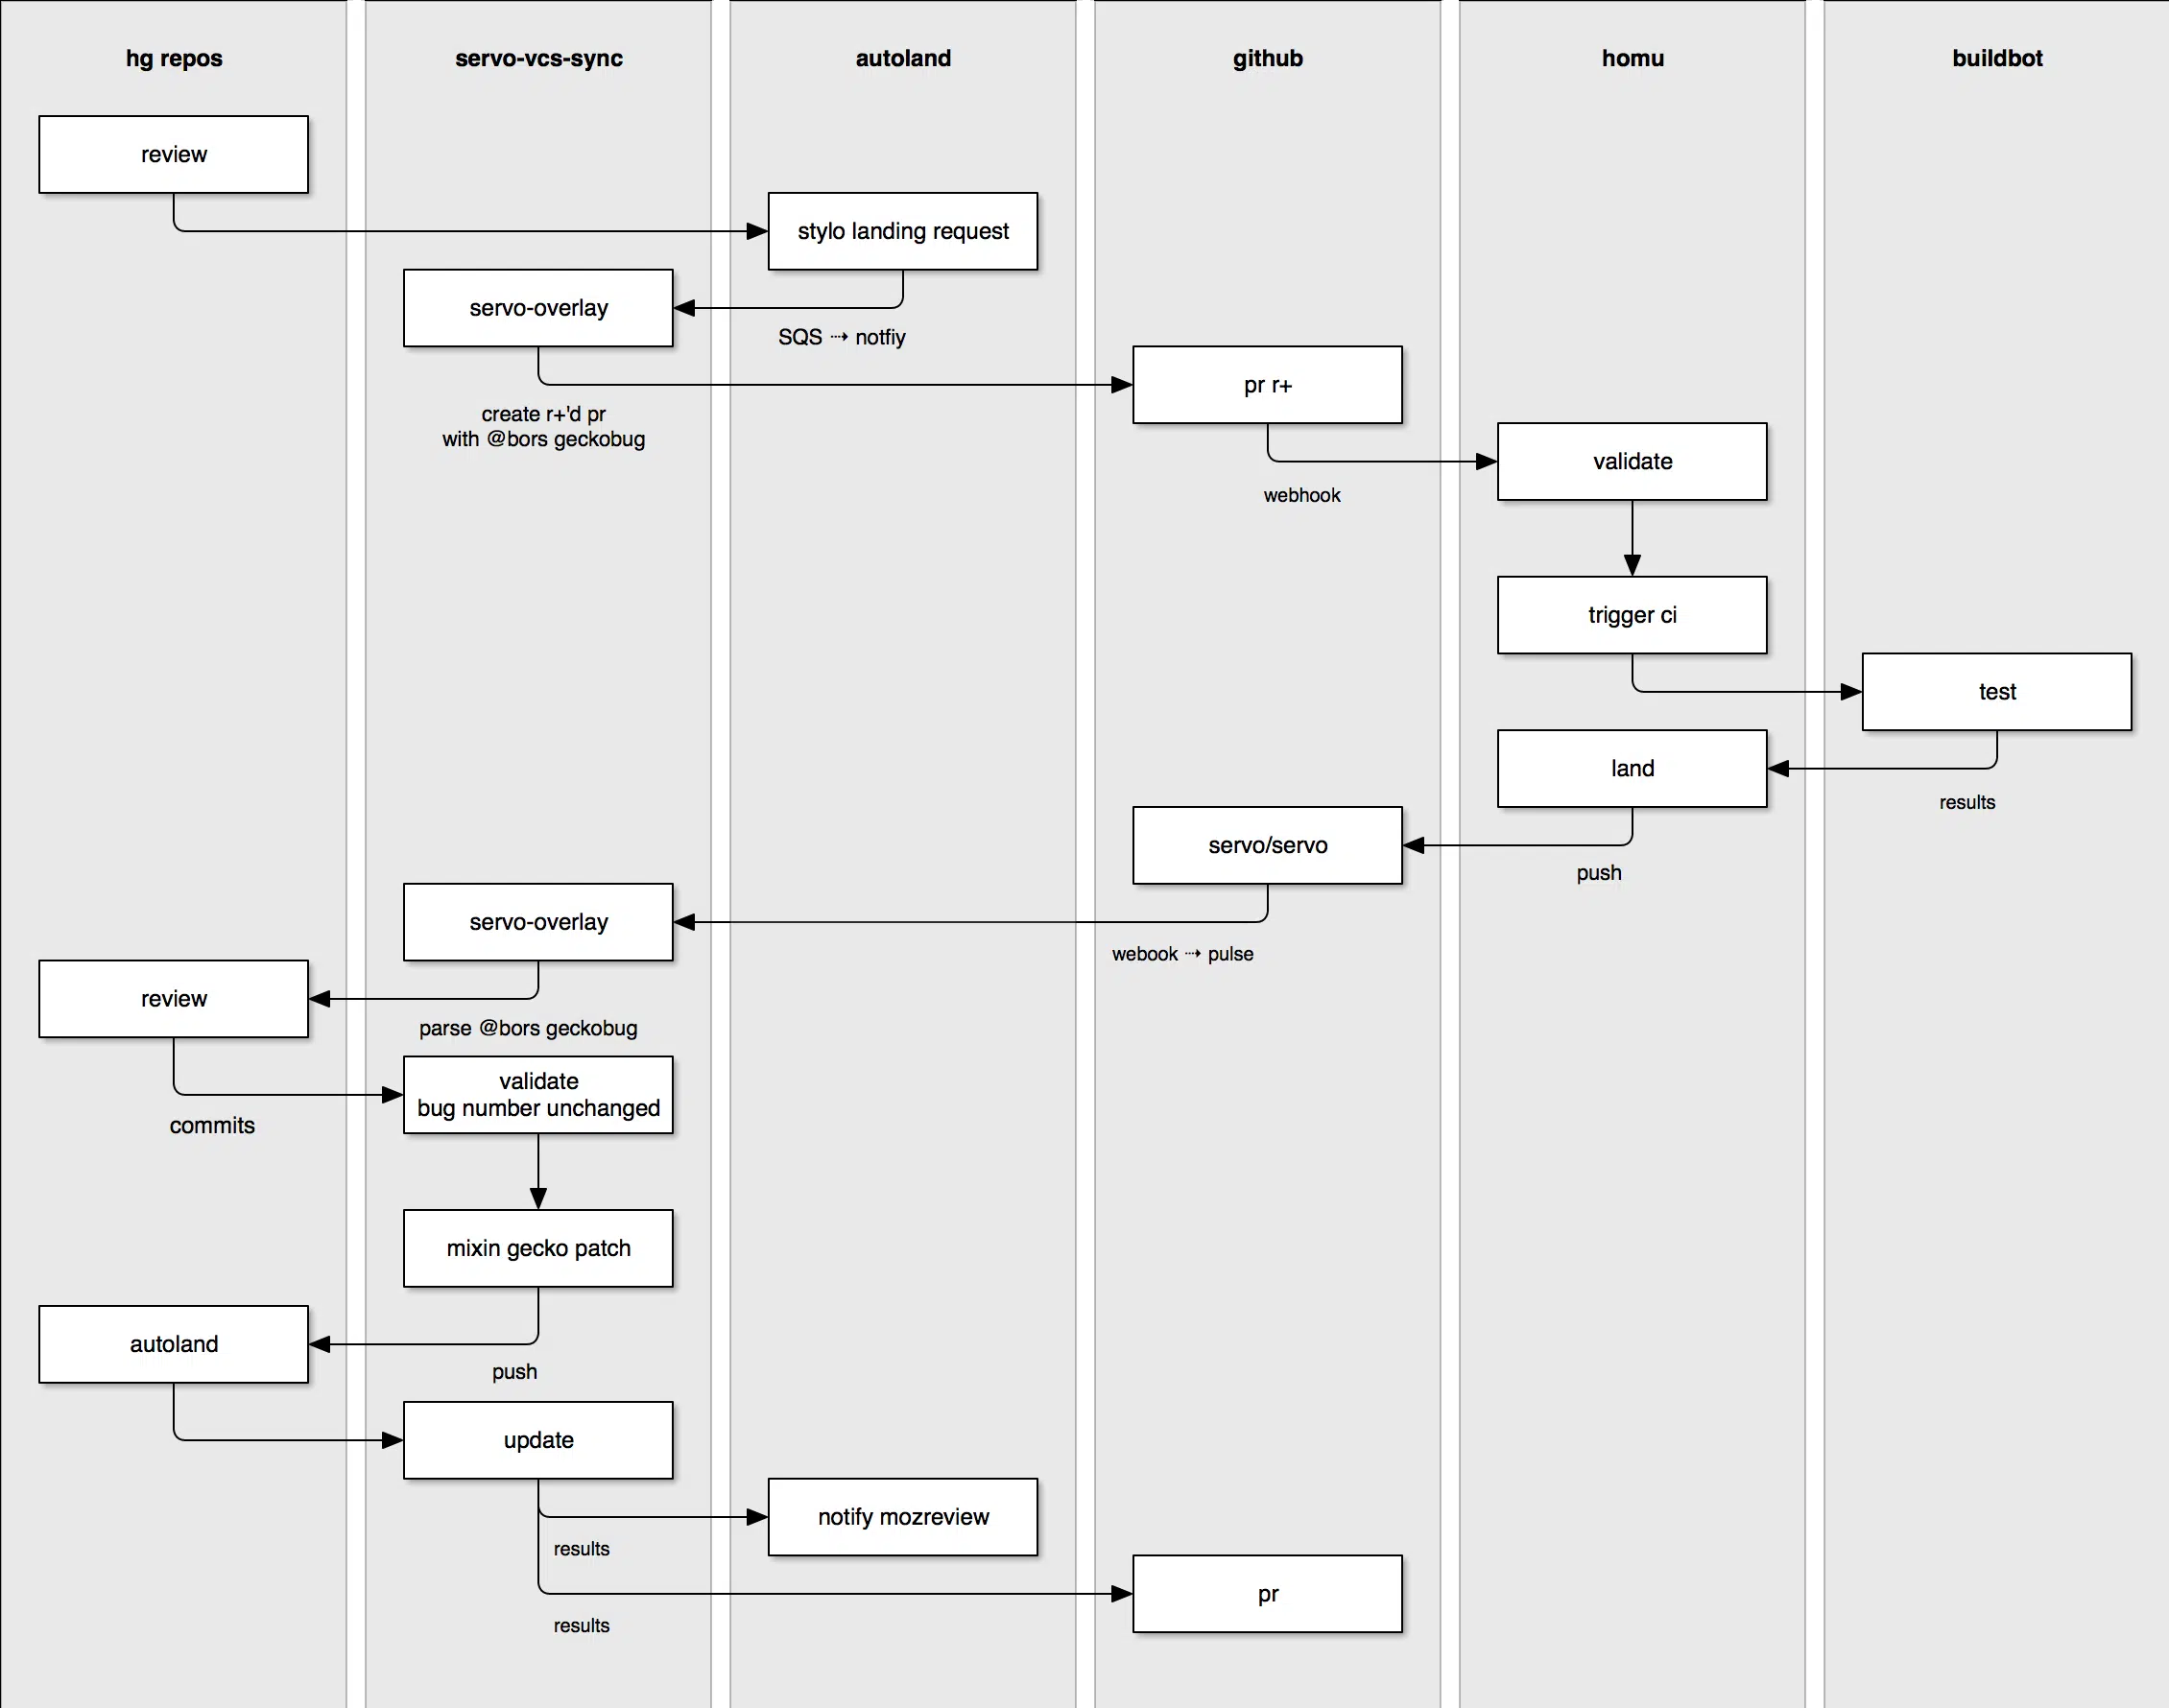 hg repos
servo-vcs-sync
autoland
github
homu
buildbot
review
stylo landing request
servo-overlay
SQS ⇢ notfiy
pr r+
create r+'d pr
with @bors geckobug
validate
webhook
trigger ci
test
land
results
servo/servo
push
servo-overlay
webook ⇢ pulse
review
parse @bors geckobug
validate
bug number unchanged
commits
mixin gecko patch
autoland
push
update
notify mozreview
results
pr
results